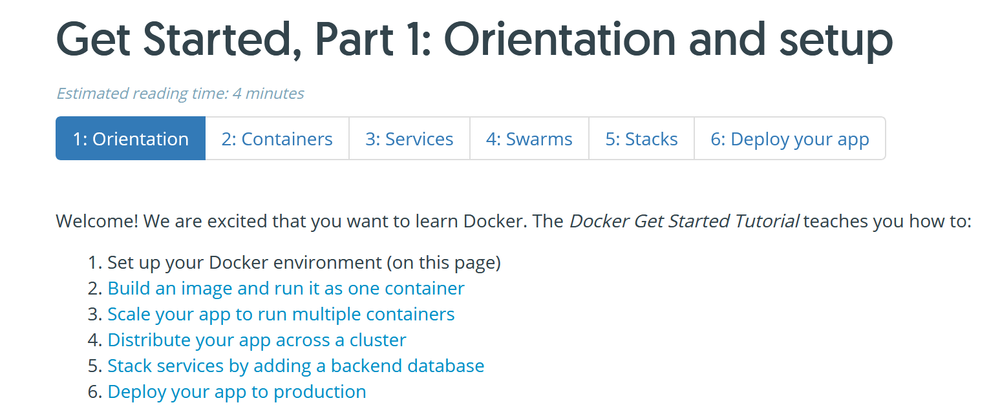 Get Started, Part 1: Orientation and setup
Estimated reading time: 4 minutes
1: Orientation 2: Containers 3: Services 4: Swarms 5: Stacks 6: Deploy your app
Welcome! We are excited that you want to learn Docker. The Docker Get Started Tutorial teaches you how to:
1. Set up your Docker environment (on this page)
2. Build an image and run it as one container
3. Scale your app to run multiple containers
4. Distribute your app across a cluster
5. Stack services by adding a backend database
6. Deploy your app to production